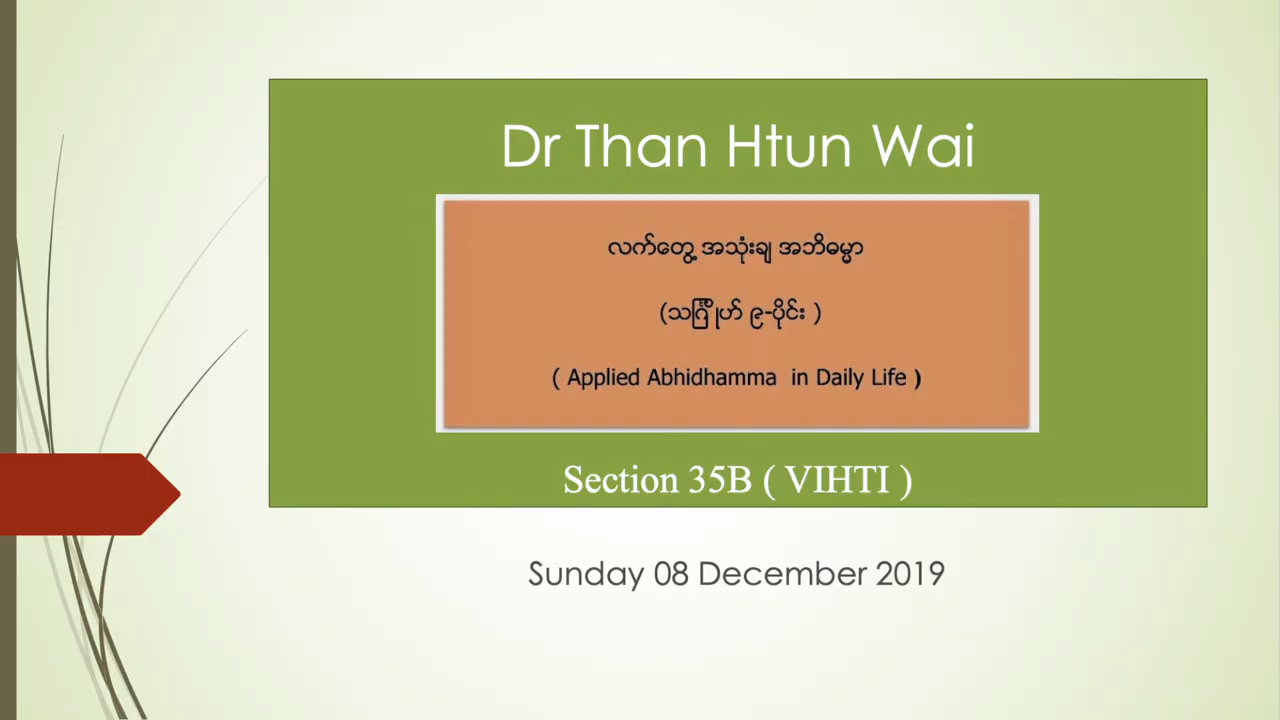 Dr Than Htun Wai
လက်တွေ့ အသုံးချ အဘိဓမ္မာ
(သင်္ဂြိုဟ် ၉-ပိုင်း )
( Applied Abhidhamma in Daily Life )
Section 35B ( VIHTI )
Sunday 08 December 2019